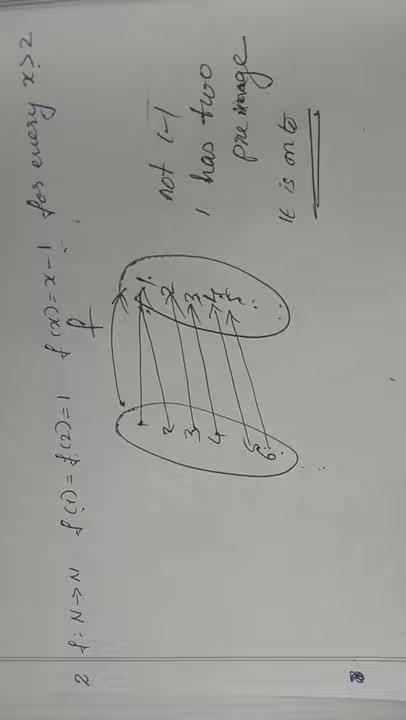 2 f: N→N f(1) = f(2) = 1 f(x) = x-1 for every x>2
f
1 2 3 4 5 6
1. 2 3 4 5
not 1-1
1 has two
pre image
It is onto